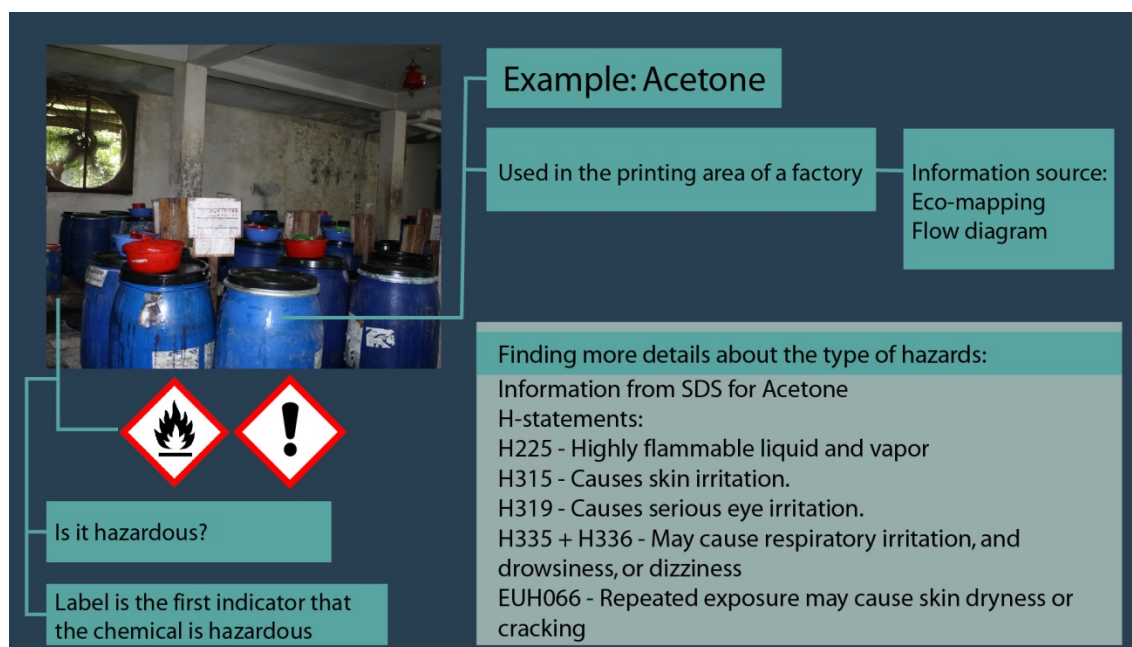 Example: Acetone
Used in the printing area of a factory
Information source:
Eco-mapping
Flow diagram
Is it hazardous?
Label is the first indicator that
the chemical is hazardous
Finding more details about the type of hazards:
Information from SDS for Acetone
H-statements:
H225 - Highly flammable liquid and vapor
H315 - Causes skin irritation.
H319 - Causes serious eye irritation.
H335 + H336 - May cause respiratory irritation, and
drowsiness, or dizziness
EUH066 - Repeated exposure may cause skin dryness or
cracking